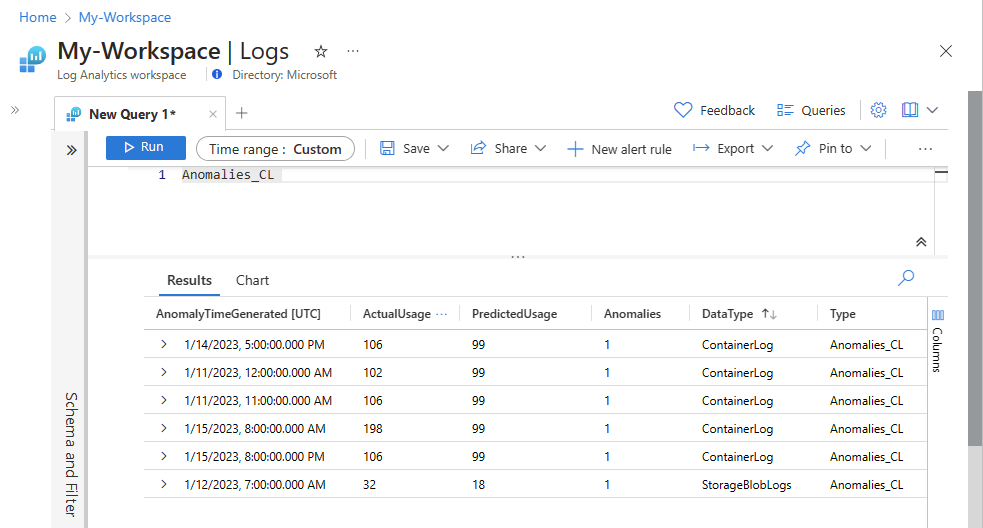 Home > My-Workspace
My-Workspace | Logs
Log Analytics workspace
Directory: Microsoft
New Query 1*
Feedback
Queries
Run
Time range : Custom
Save
Share
New alert rule
Export
Pin to
1 Anomalies_CL
Results Chart
AnomalyTimeGenerated [UTC] ActualUsage PredictedUsage Anomalies DataType Type
1/14/2023, 5:00:00.000 PM 106 99 1 ContainerLog Anomalies_CL
1/11/2023, 12:00:00.000 AM 102 99 1 ContainerLog Anomalies_CL
1/11/2023, 11:00:00.000 AM 106 99 1 ContainerLog Anomalies_CL
1/15/2023, 8:00:00.000 AM 198 99 1 ContainerLog Anomalies_CL
1/15/2023, 8:00:00.000 PM 106 99 1 ContainerLog Anomalies_CL
1/12/2023, 7:00:00.000 AM 32 18 1 StorageBlobLogs Anomalies_CL
Columns
Schema and Filter